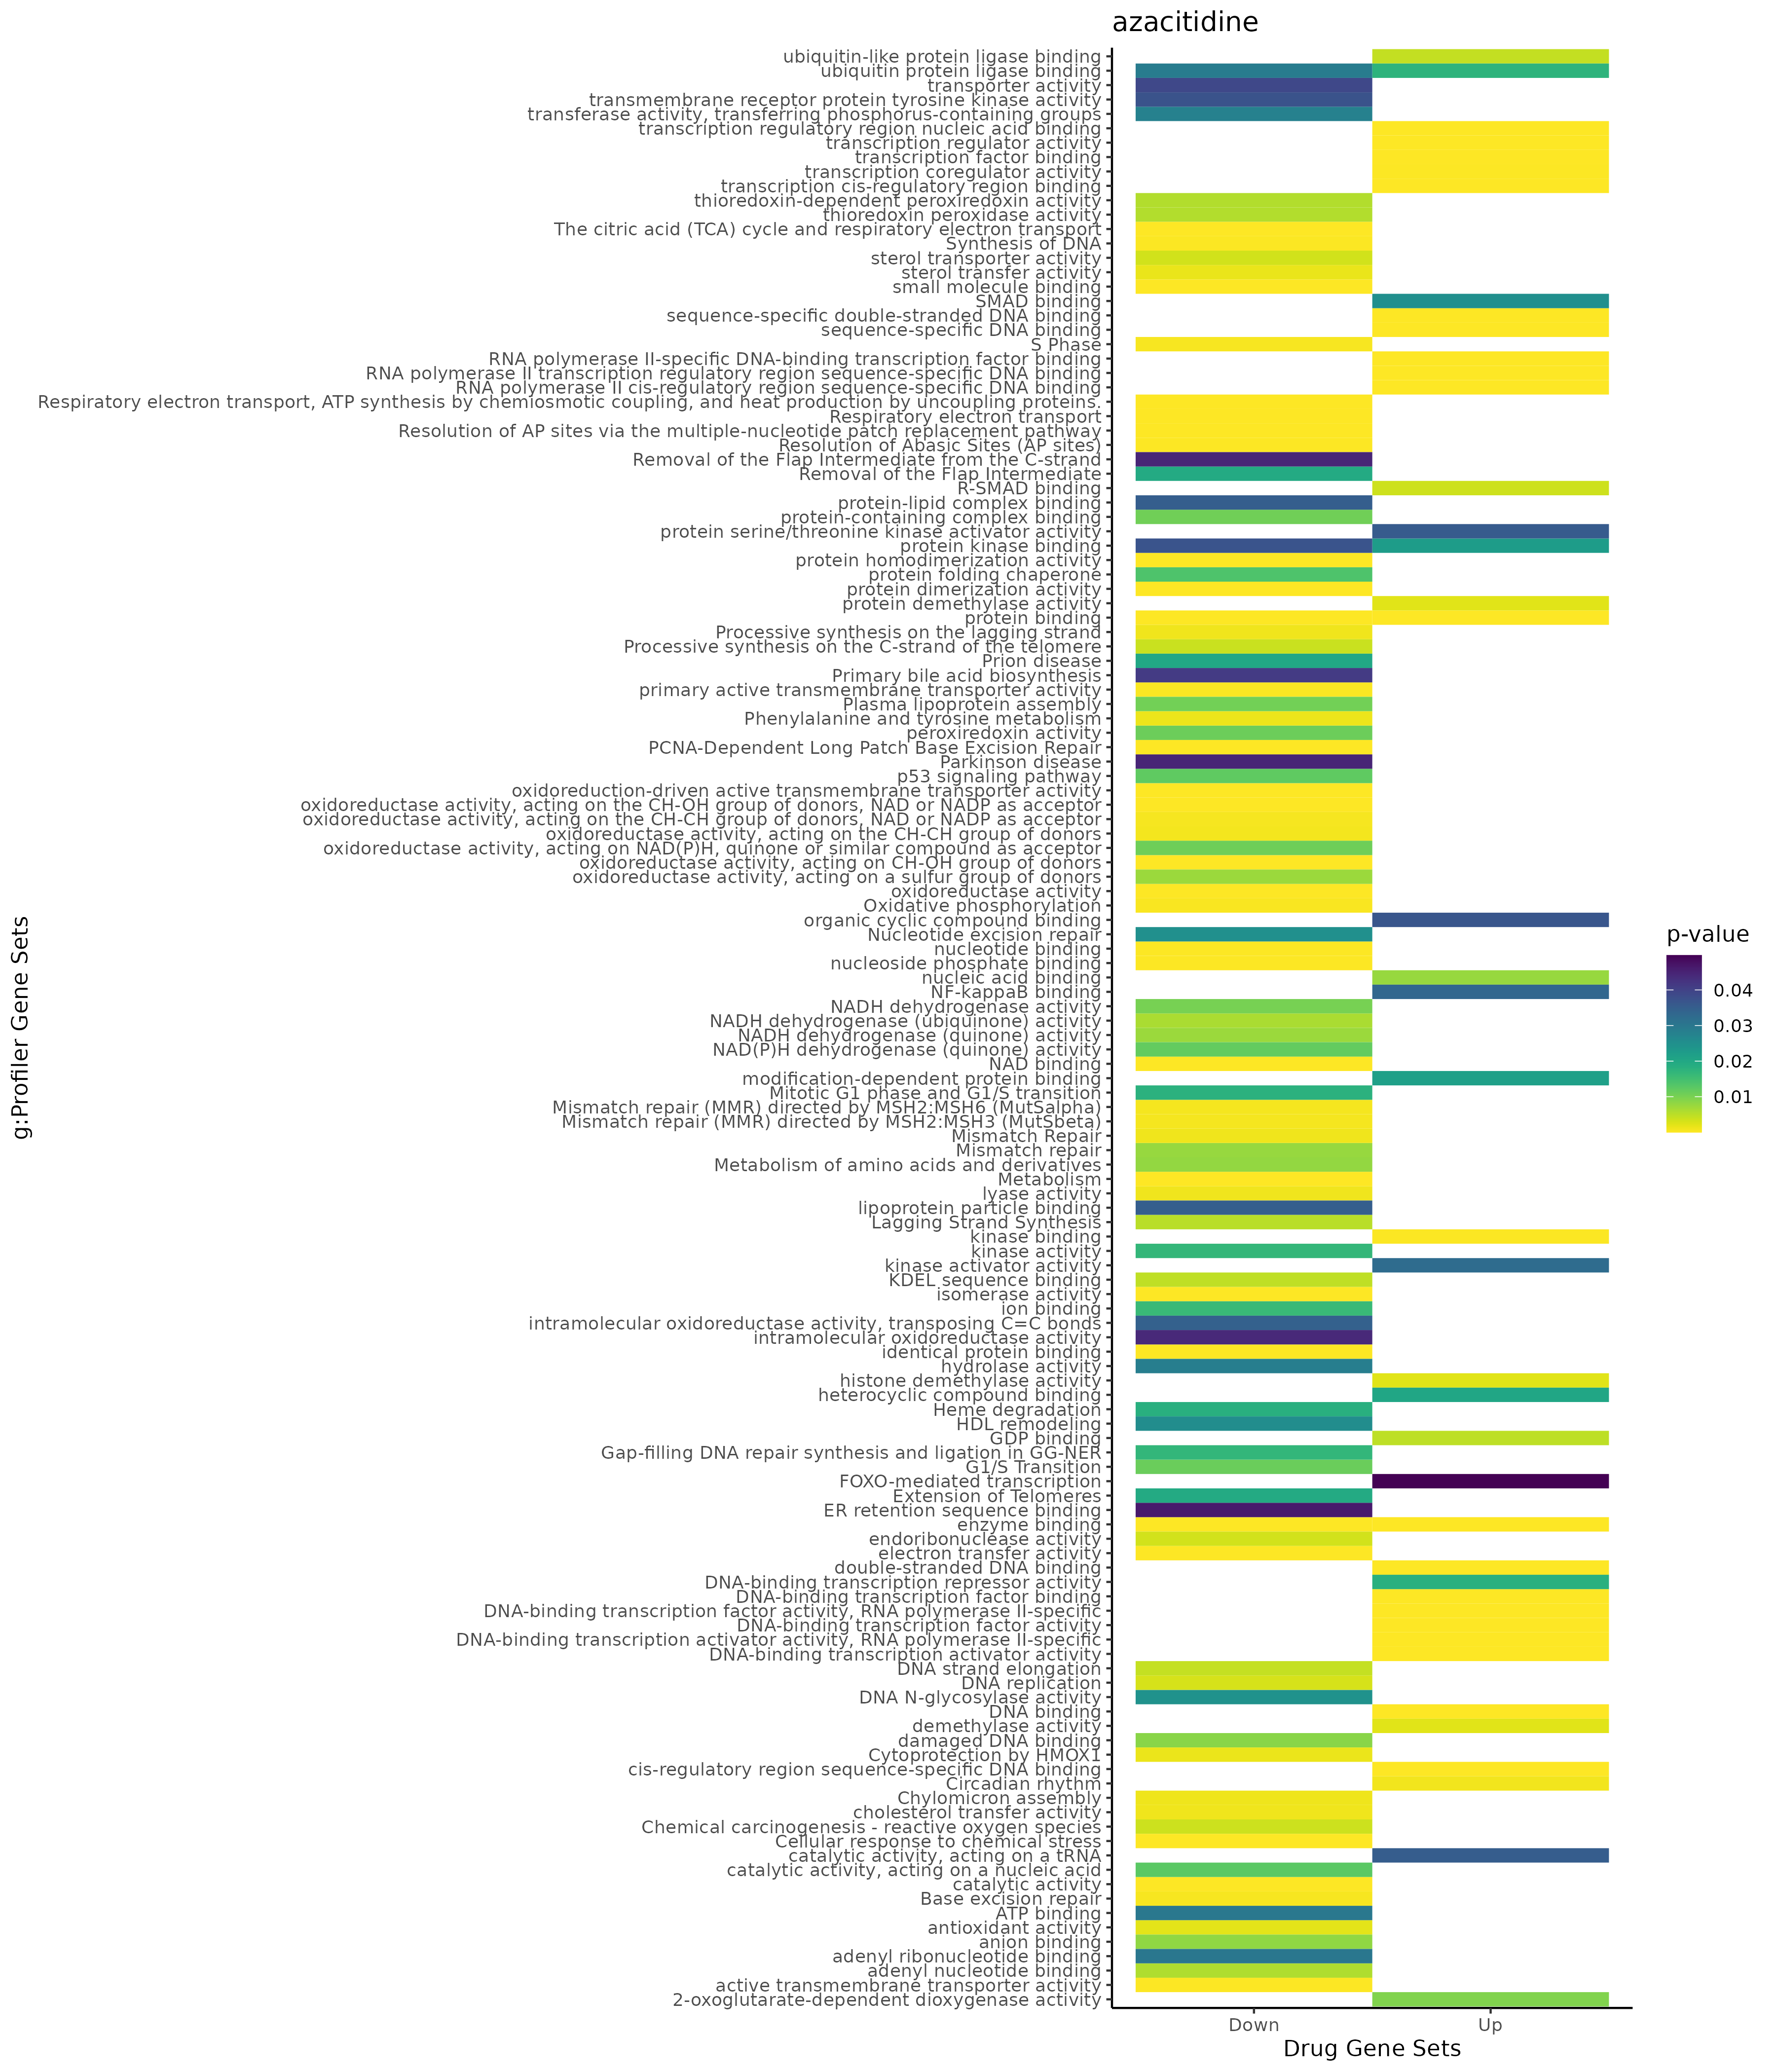 azacitidine
ubiquitin-like protein ligase binding
ubiquitin protein ligase binding
transporter activity
transmembrane receptor protein tyrosine kinase activity
transferase activity, transferring phosphorus-containing groups
transcription regulatory region nucleic acid binding
transcription regulator activity
transcription factor binding
transcription coregulator activity
transcription cis-regulatory region binding
thioredoxin-dependent peroxiredoxin activity
thioredoxin peroxidase activity
The citric acid (TCA) cycle and respiratory electron transport
Synthesis of DNA
sterol transporter activity
sterol transfer activity
small molecule binding
SMAD binding
sequence-specific double-stranded DNA binding
sequence-specific DNA binding
S Phase
RNA polymerase II-specific DNA-binding transcription factor binding
RNA polymerase II transcription regulatory region sequence-specific DNA binding
RNA polymerase II cis-regulatory region sequence-specific DNA binding
Respiratory electron transport, ATP synthesis by chemiosmotic coupling, and heat production by uncoupling proteins.
Respiratory electron transport
Resolution of AP sites via the multiple-nucleotide patch replacement pathway
Resolution of Abasic Sites (AP sites)
Removal of the Flap Intermediate from the C-strand
Removal of the Flap Intermediate
R-SMAD binding
protein-lipid complex binding
protein-containing complex binding
protein serine/threonine kinase activator activity
protein kinase binding
protein homodimerization activity
protein folding chaperone
protein dimerization activity
protein demethylase activity
protein binding
Processive synthesis on the lagging strand
Processive synthesis on the C-strand of the telomere
Prion disease
Primary bile acid biosynthesis
primary active transmembrane transporter activity
Plasma lipoprotein assembly
Phenylalanine and tyrosine metabolism
peroxiredoxin activity
PCNA-Dependent Long Patch Base Excision Repair
Parkinson disease
p53 signaling pathway
oxidoreduction-driven active transmembrane transporter activity
oxidoreductase activity, acting on the CH-OH group of donors, NAD or NADP as acceptor
oxidoreductase activity, acting on the CH-CH group of donors, NAD or NADP as acceptor
oxidoreductase activity, acting on the CH-CH group of donors
oxidoreductase activity, acting on NAD(P)H, quinone or similar compound as acceptor
oxidoreductase activity, acting on CH-OH group of donors
oxidoreductase activity, acting on a sulfur group of donors
oxidoreductase activity
Oxidative phosphorylation
organic cyclic compound binding
Nucleotide excision repair
nucleotide binding
nucleoside phosphate binding
nucleic acid binding
NF-kappaB binding
NADH dehydrogenase activity
NADH dehydrogenase (ubiquinone) activity
NADH dehydrogenase (quinone) activity
NAD(P)H dehydrogenase (quinone) activity
NAD binding
modification-dependent protein binding
Mitotic G1 phase and G1/S transition
Mismatch repair (MMR) directed by MSH2:MSH6 (MutSalpha)
Mismatch repair (MMR) directed by MSH2:MSH3 (MutSbeta)
Mismatch Repair
Mismatch repair
Metabolism of amino acids and derivatives
Metabolism
lyase activity
lipoprotein particle binding
Lagging Strand Synthesis
kinase binding
kinase activity
kinase activator activity
KDEL sequence binding
isomerase activity
ion binding
intramolecular oxidoreductase activity, transposing C=C bonds
intramolecular oxidoreductase activity
identical protein binding
hydrolase activity
histone demethylase activity
heterocyclic compound binding
Heme degradation
HDL remodeling
GDP binding
Gap-filling DNA repair synthesis and ligation in GG-NER
G1/S Transition
FOXO-mediated transcription
Extension of Telomeres
ER retention sequence binding
enzyme binding
endoribonuclease activity
electron transfer activity
double-stranded DNA binding
DNA-binding transcription repressor activity
DNA-binding transcription factor binding
DNA-binding transcription factor activity, RNA polymerase II-specific
DNA-binding transcription factor activity
DNA-binding transcription activator activity, RNA polymerase II-specific
DNA-binding transcription activator activity
DNA strand elongation
DNA replication
DNA N-glycosylase activity
DNA binding
demethylase activity
damaged DNA binding
Cytoprotection by HMOX1
cis-regulatory region sequence-specific DNA binding
Circadian rhythm
Chylomicron assembly
cholesterol transfer activity
Chemical carcinogenesis - reactive oxygen species
Cellular response to chemical stress
catalytic activity, acting on a tRNA
catalytic activity, acting on a nucleic acid
catalytic activity
Base excision repair
ATP binding
antioxidant activity
anion binding
adenyl ribonucleotide binding
adenyl nucleotide binding
active transmembrane transporter activity
2-oxoglutarate-dependent dioxygenase activity
g:Profiler Gene Sets
Down
Up
Drug Gene Sets
p-value
0.04
0.03
0.02
0.01